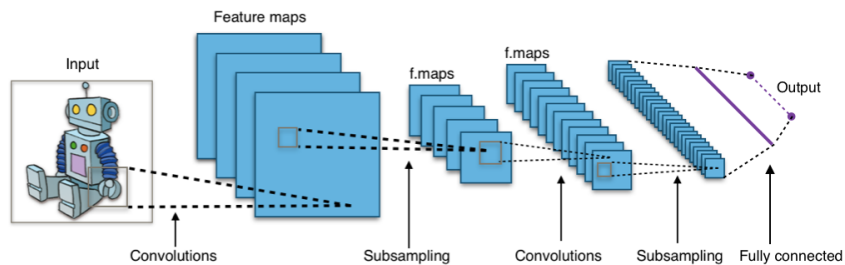 Feature maps
Input
f.maps
f.maps
Output
Convolutions
Subsampling
Convolutions
Subsampling
Fully connected